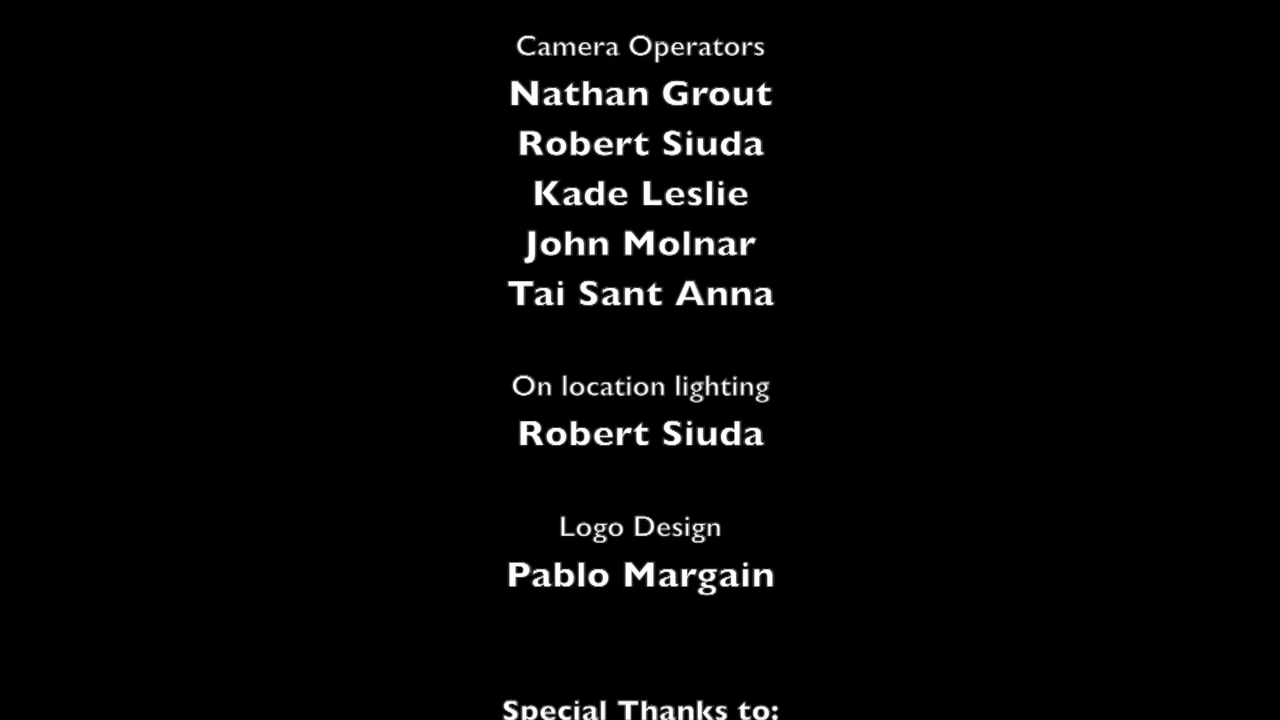 Camera Operators
Nathan Grout
Robert Siuda
Kade Leslie
John Molnar
Tai Sant Anna
On location lighting
Robert Siuda
Logo Design
Pablo Margain
Special Thanks to: